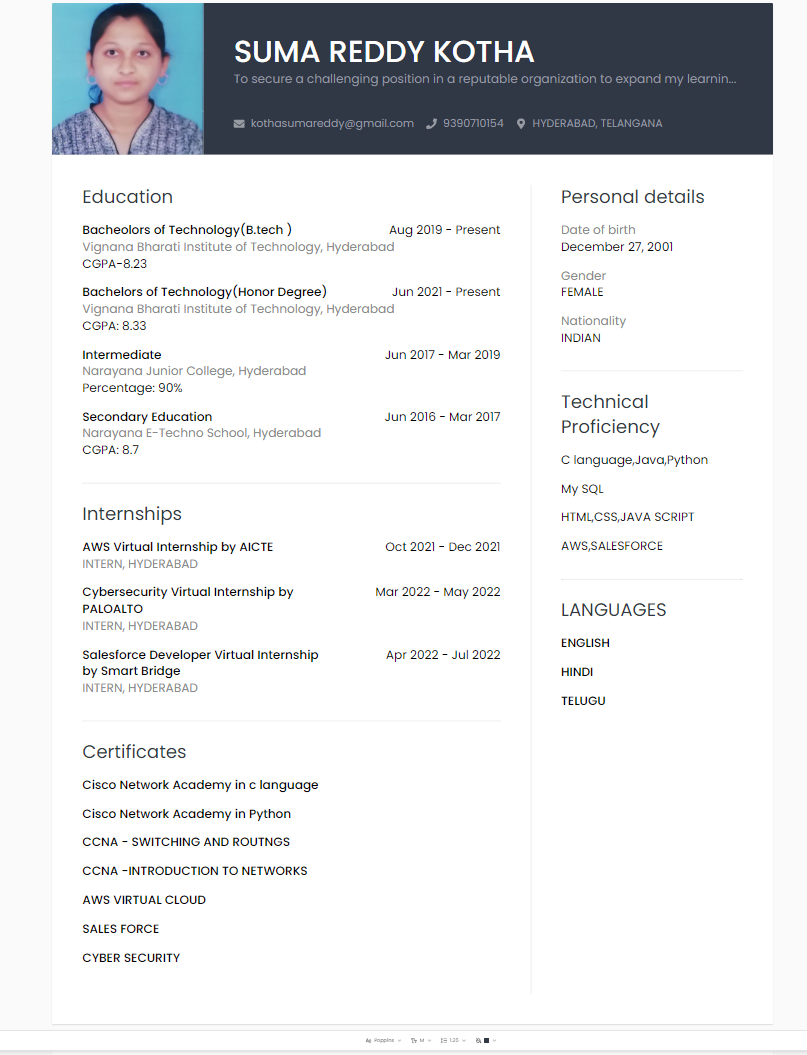 SUMA REDDY KOTHA
To secure a challenging position in a reputable organization to expand my learnin...
kothasumareddy@gmail.com 9390710154 HYDERABAD, TELANGANA
Education
Bacheolors of Technology(B.tech ) Aug 2019 - Present
Vignana Bharati Institute of Technology, Hyderabad
CGPA-8.23
Bachelors of Technology(Honor Degree) Jun 2021 - Present
Vignana Bharati Institute of Technology, Hyderabad
CGPA: 8.33
Intermediate Jun 2017 - Mar 2019
Narayana Junior College, Hyderabad
Percentage: 90%
Secondary Education Jun 2016 - Mar 2017
Narayana E-Techno School, Hyderabad
CGPA: 8.7
Internships
AWS Virtual Internship by AICTE Oct 2021 - Dec 2021
INTERN, HYDERABAD
Cybersecurity Virtual Internship by Mar 2022 - May 2022
PALOALTO
INTERN, HYDERABAD
Salesforce Developer Virtual Internship Apr 2022 - Jul 2022
by Smart Bridge
INTERN, HYDERABAD
Certificates
Cisco Network Academy in c language
Cisco Network Academy in Python
CCNA - SWITCHING AND ROUTNGS
CCNA -INTRODUCTION TO NETWORKS
AWS VIRTUAL CLOUD
SALES FORCE
CYBER SECURITY
Personal details
Date of birth
December 27, 2001
Gender
FEMALE
Nationality
INDIAN
Technical
Proficiency
C language,Java,Python
My SQL
HTML,CSS,JAVA SCRIPT
AWS,SALESFORCE
LANGUAGES
ENGLISH
HINDI
TELUGU
Poppins M 1.25